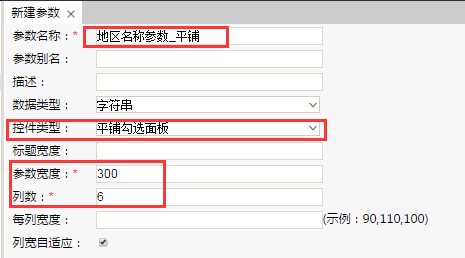 新建参数 ×
参数名称：* 地区名称参数_平铺
参数别名：
描述：
数据类型： 字符串
控件类型： 平铺勾选面板
标题宽度：
参数宽度：* 300
列数：* 6
每列宽度： (示例：90,110,100)
列宽自适应：